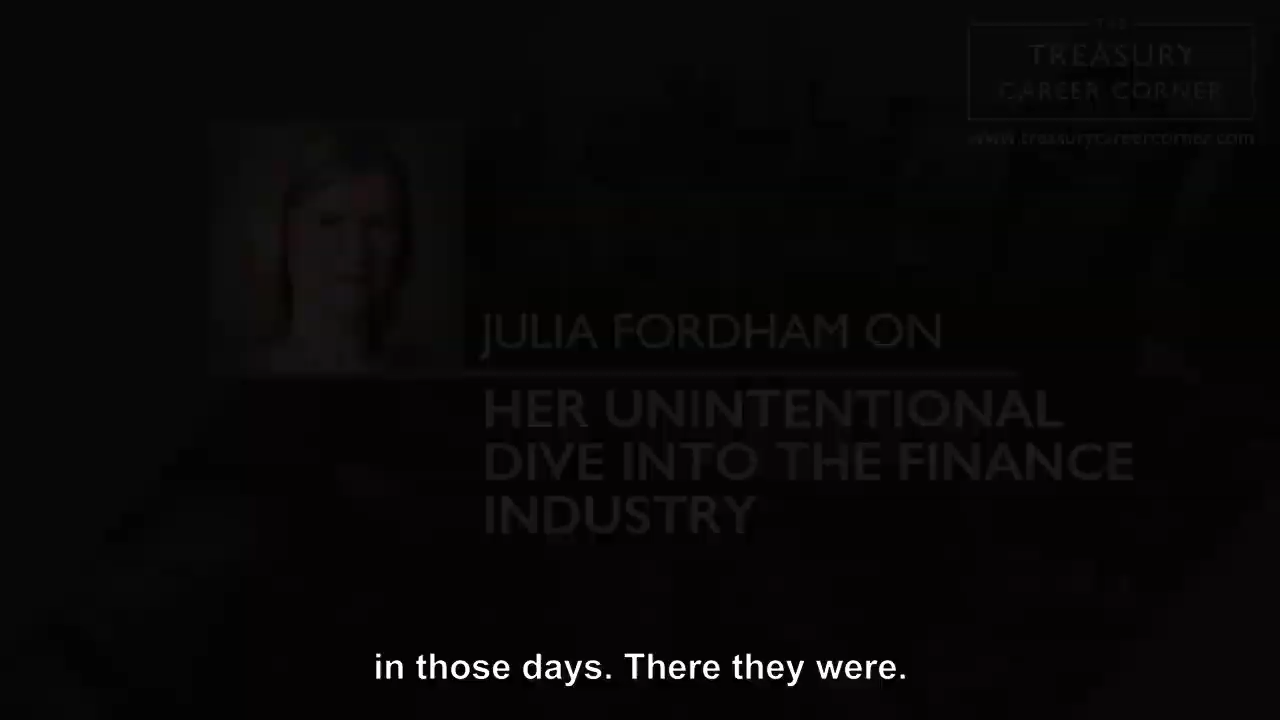 THE
TREASURY
CAREER CORNER
www.treasurycareercorner.com
JULIA FORDHAM ON
HER UNINTENTIONAL
DIVE INTO THE FINANCE
INDUSTRY
in those days. There they were.